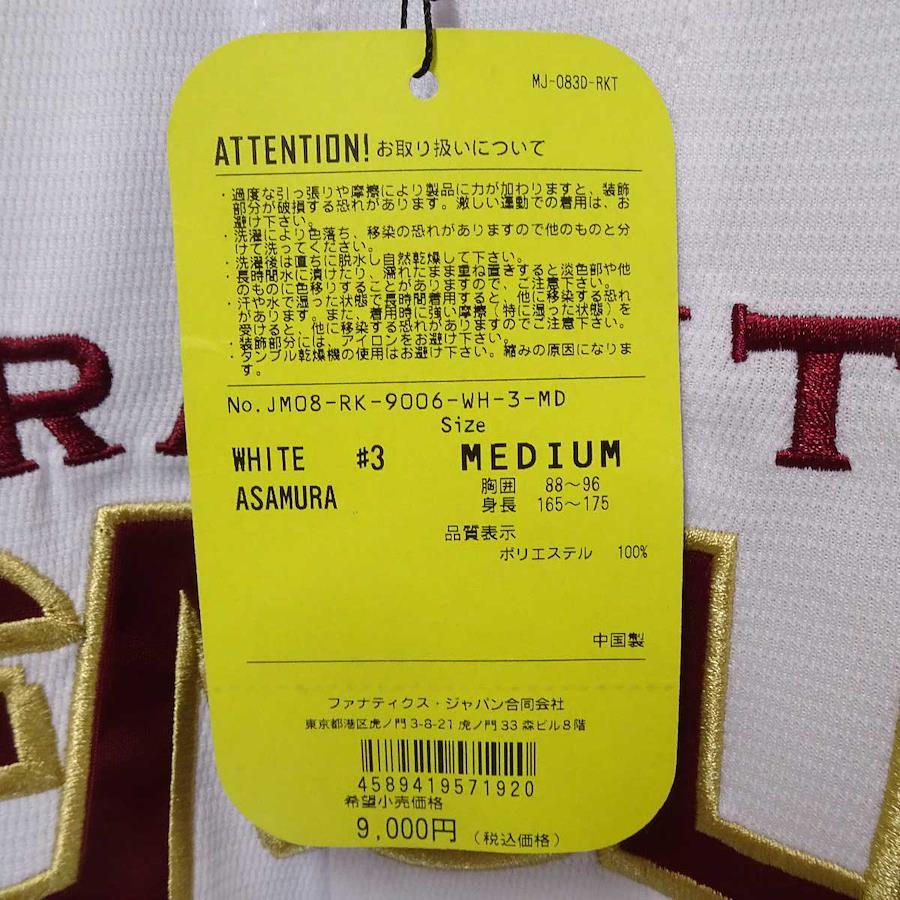 MJ-083D-RKT
ATTENTION! お取り扱いについて
・過度な引っ張りや摩擦により製品に力が加わりますと、装飾
部分が破損する恐れがあります。激しい運動での着用は、お
避け下さい。
・洗濯により色落ち、移染の恐れがありますので他のものと分
けて洗ってください。
・洗濯後は直ちに脱水し自然乾燥して下さい。
・長時間水に漬けたり、濡れたまま重ね置きすると淡色部や他
のものに色移りすることがありますので、ご注意下さい。
・汗や水で湿った状態で長時間着用すると、他に移染する恐れ
があります。また、着用時に強い摩擦（特に湿った状態）を
受けると、他に移染する恐れがありますのでご注意下さい。
・装飾部分には、アイロンをお避け下さい。
・タンブル乾燥機の使用はお避け下さい。縮みの原因になりま
す。
No.JM08-RK-9006-WH-3-MD
Size
WHITE #3 MEDIUM
ASAMURA 胸囲 88〜96
身長 165〜175
品質表示
ポリエステル 100%
中国製
ファナティクス・ジャパン合同会社
東京都港区虎ノ門3-8-21 虎ノ門33森ビル8階
4589419571920
希望小売価格
9,000円 （税込価格）
R
T